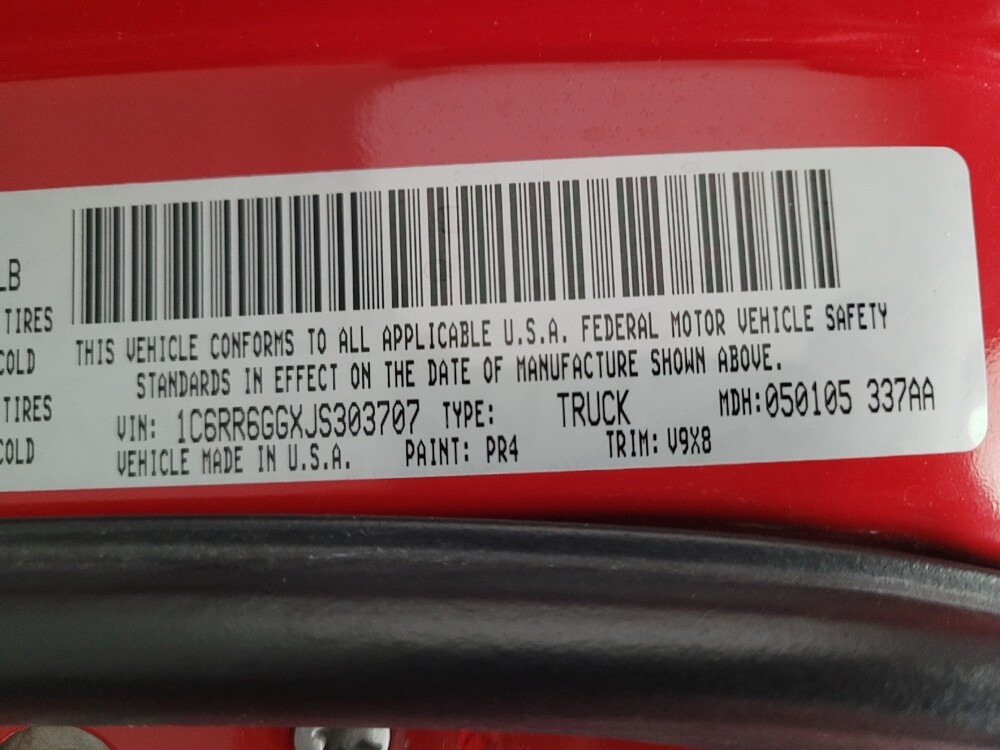 LB
TIRES
COLD
TIRES
COLD
THIS VEHICLE CONFORMS TO ALL APPLICABLE U.S.A. FEDERAL MOTOR VEHICLE SAFETY
STANDARDS IN EFFECT ON THE DATE OF MANUFACTURE SHOWN ABOVE.
VIN: 1C6RR6GGXJS303707 TYPE: TRUCK MDH:050105 337AA
VEHICLE MADE IN U.S.A. PAINT: PR4 TRIM: V9X8